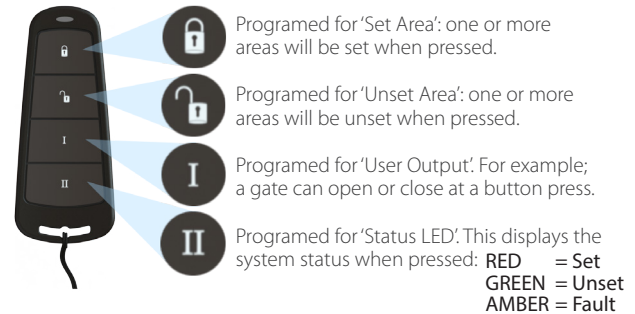 Programed for ‘Set Area’: one or more
areas will be set when pressed.
Programed for ‘Unset Area’: one or more
areas will be unset when pressed.
I
I
Programed for ‘User Output’. For example;
a gate can open or close at a button press.
II
II
Programed for ‘Status LED’. This displays the
system status when pressed: RED = Set
GREEN = Unset
AMBER = Fault